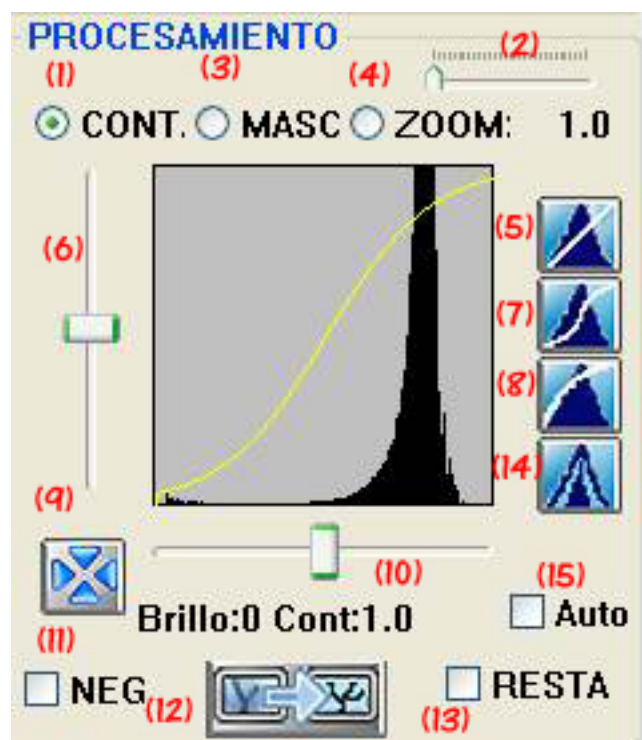 PROCESAMIENTO
(1) (3) (4) (2)
CONT. MASC ZOOM: 1.0
(6) (5)
(7)
(8)
(14)
(9)
(10) (15)
Brillo:0 Cont:1.0 Auto
(11)
NEG (12) (13) RESTA